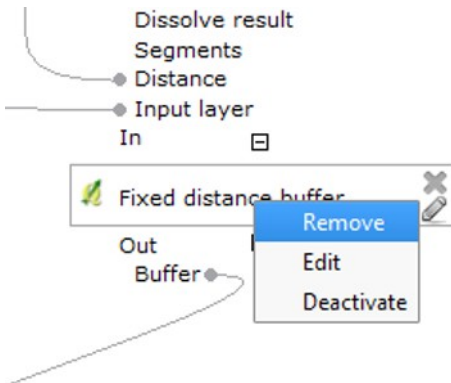 Dissolve result
Segments
Distance
Input layer
In
Fixed distance buffer
Remove
Out
Edit
Buffer
Deactivate